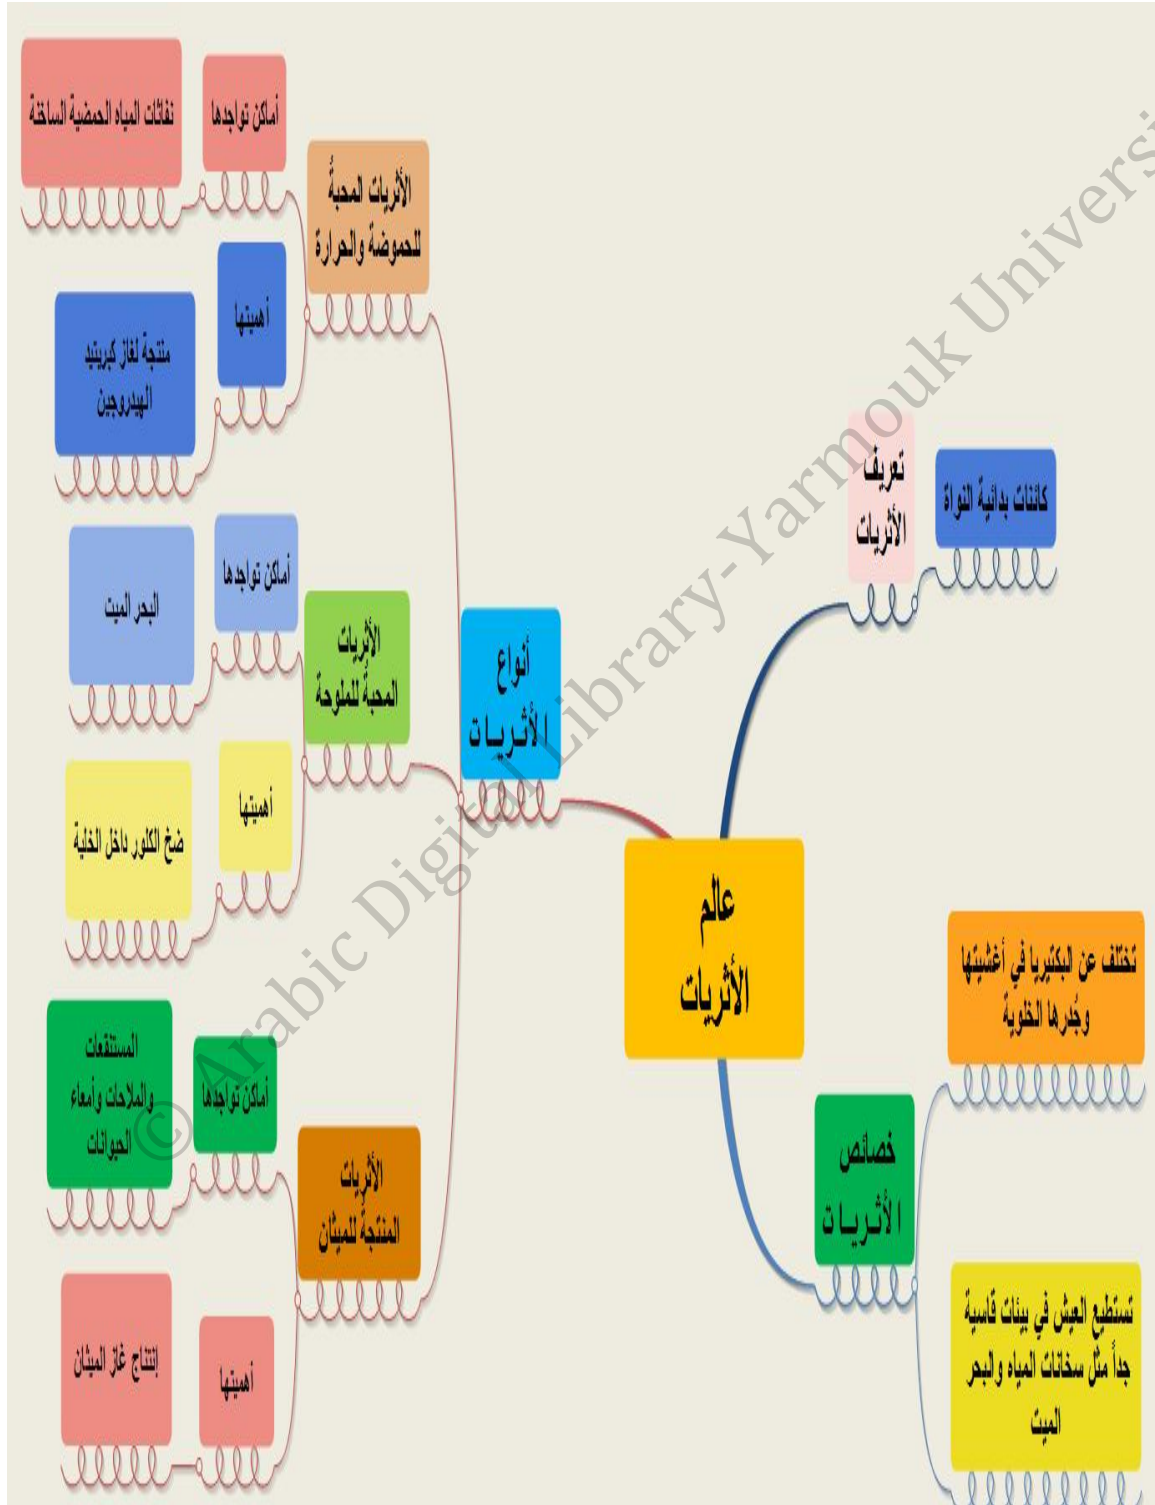 عالم
الأثريات
تعريف
الأثريات
كائنات بدائية النواة
خصائص
الأثريات
تختلف عن البكتيريا في أغشيتها
وجُدرها الخلوية
تستطيع العيش في بيئات قاسية
جداً مثل سخانات المياه والبحر
الميت
أنواع
الأثريات
الأثريات المحبةُ
للحموضة والحرارة
أماكن تواجدها
نفاثات المياه الحمضية الساخنة
أهميتها
منتجة لغاز كبريتيد
الهيدروجين
الأثريات
المحبةُ للملوحة
أماكن تواجدها
البحر الميت
أهميتها
ضخ الكلور داخل الخلية
الأثريات
المنتجةُ للميثان
أماكن تواجدها
المستنقعات
والملاحات وأمعاء
الحيوانات
أهميتها
إنتاج غاز الميثان
© Arabic Digital Library-Yarmouk Universi